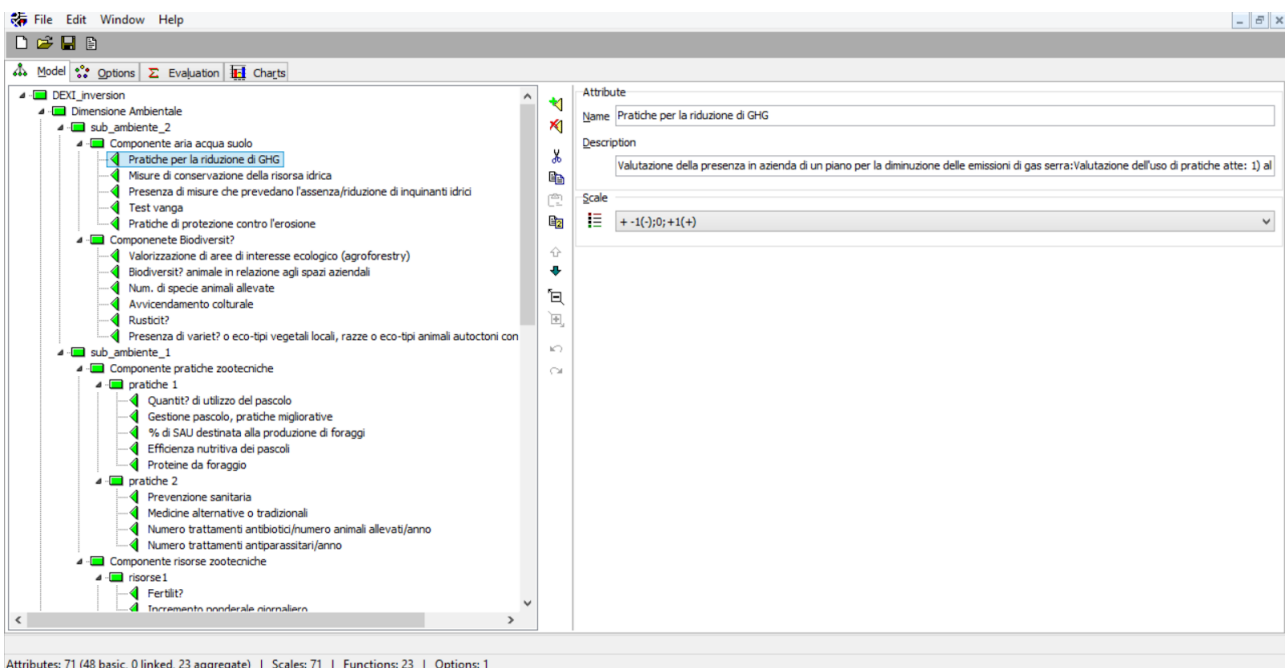 File Edit Window Help
Model Options Evaluation Charts
DEXI_inversion
Dimensione Ambientale
sub_ambiente_2
Componente aria acqua suolo
Pratiche per la riduzione di GHG
Misure di conservazione della risorsa idrica
Presenza di misure che prevedano l'assenza/riduzione di inquinanti idrici
Test vanga
Pratiche di protezione contro l'erosione
Componenete Biodiversit?
Valorizzazione di aree di interesse ecologico (agroforestry)
Biodiversit? animale in relazione agli spazi aziendali
Num. di specie animali allevate
Avvicendamento colturale
Rusticit?
Presenza di variet? o eco-tipi vegetali locali, razze o eco-tipi animali autoctoni con
sub_ambiente_1
Componente pratiche zootecniche
pratiche 1
Quantit? di utilizzo del pascolo
Gestione pascolo, pratiche migliorative
% di SAU destinata alla produzione di foraggi
Efficienza nutritiva dei pascoli
Proteine da foraggio
pratiche 2
Prevenzione sanitaria
Medicine alternative o tradizionali
Numero trattamenti antibiotici/numero animali allevati/anno
Numero trattamenti antiparassitari/anno
Componente risorse zootecniche
risorse1
Fertilit?
Incremento ponderale giornaliero
Attribute
Name Pratiche per la riduzione di GHG
Description
Valutazione della presenza in azienda di un piano per la diminuzione delle emissioni di gas serra:Valutazione dell'uso di pratiche atte: 1) al
Scale
+ -1(-);0;+1(+)
Attributes: 71 (48 basic, 0 linked, 23 aggregate) | Scales: 71 | Functions: 23 | Options: 1